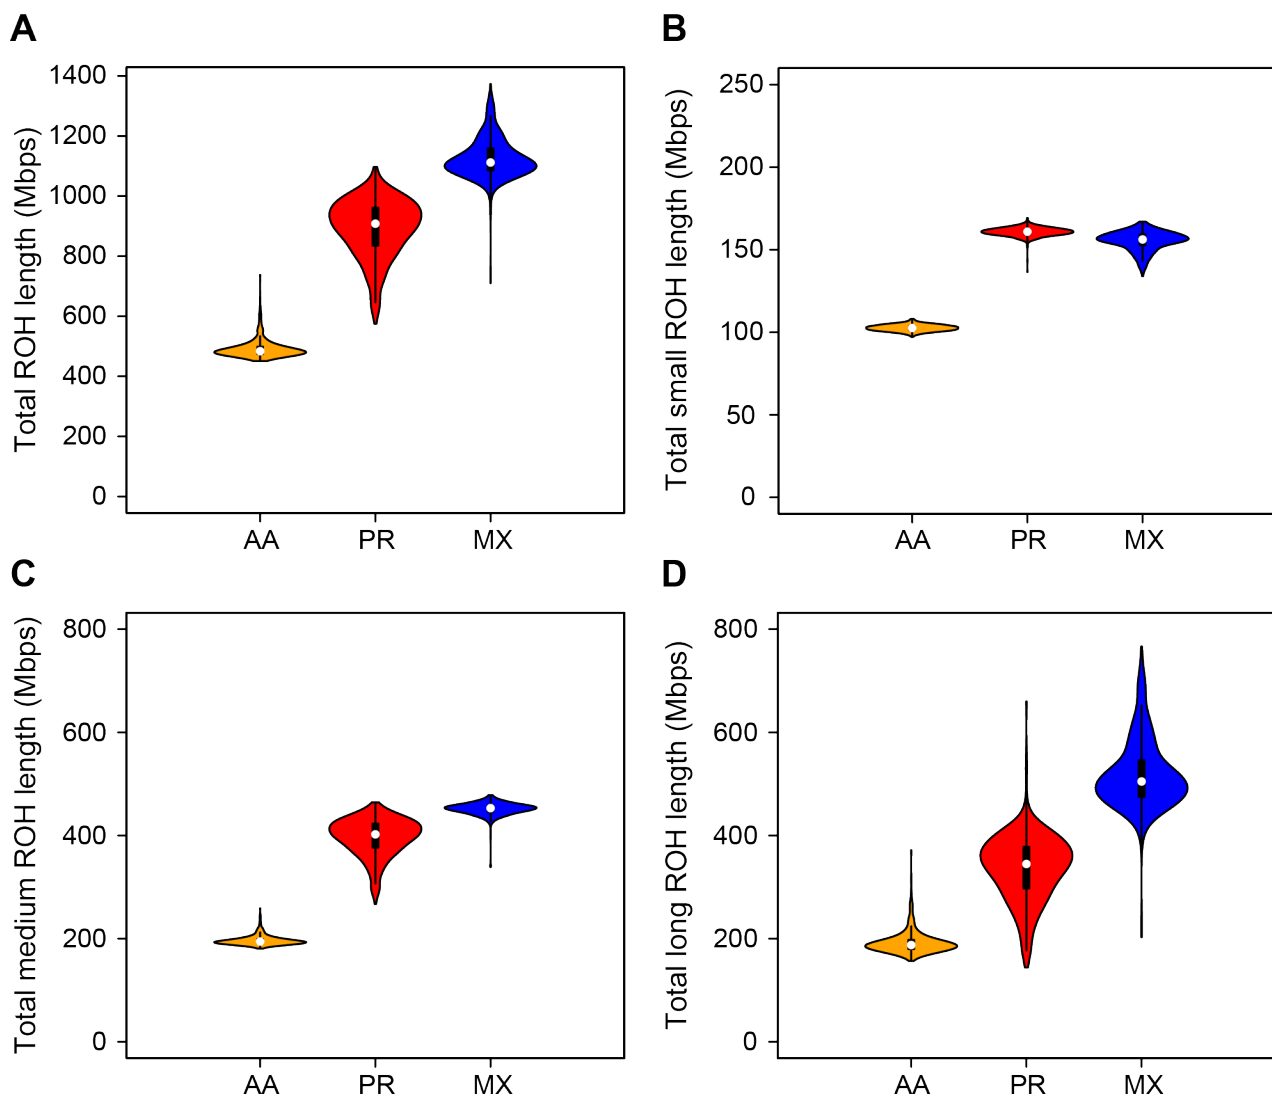 A
Total ROH length (Mbps)
1400
1200
1000
800
600
400
200
0
AA PR MX
B
Total small ROH length (Mbps)
250
200
150
100
50
0
AA PR MX
C
Total medium ROH length (Mbps)
800
600
400
200
0
AA PR MX
D
Total long ROH length (Mbps)
800
600
400
200
0
AA PR MX